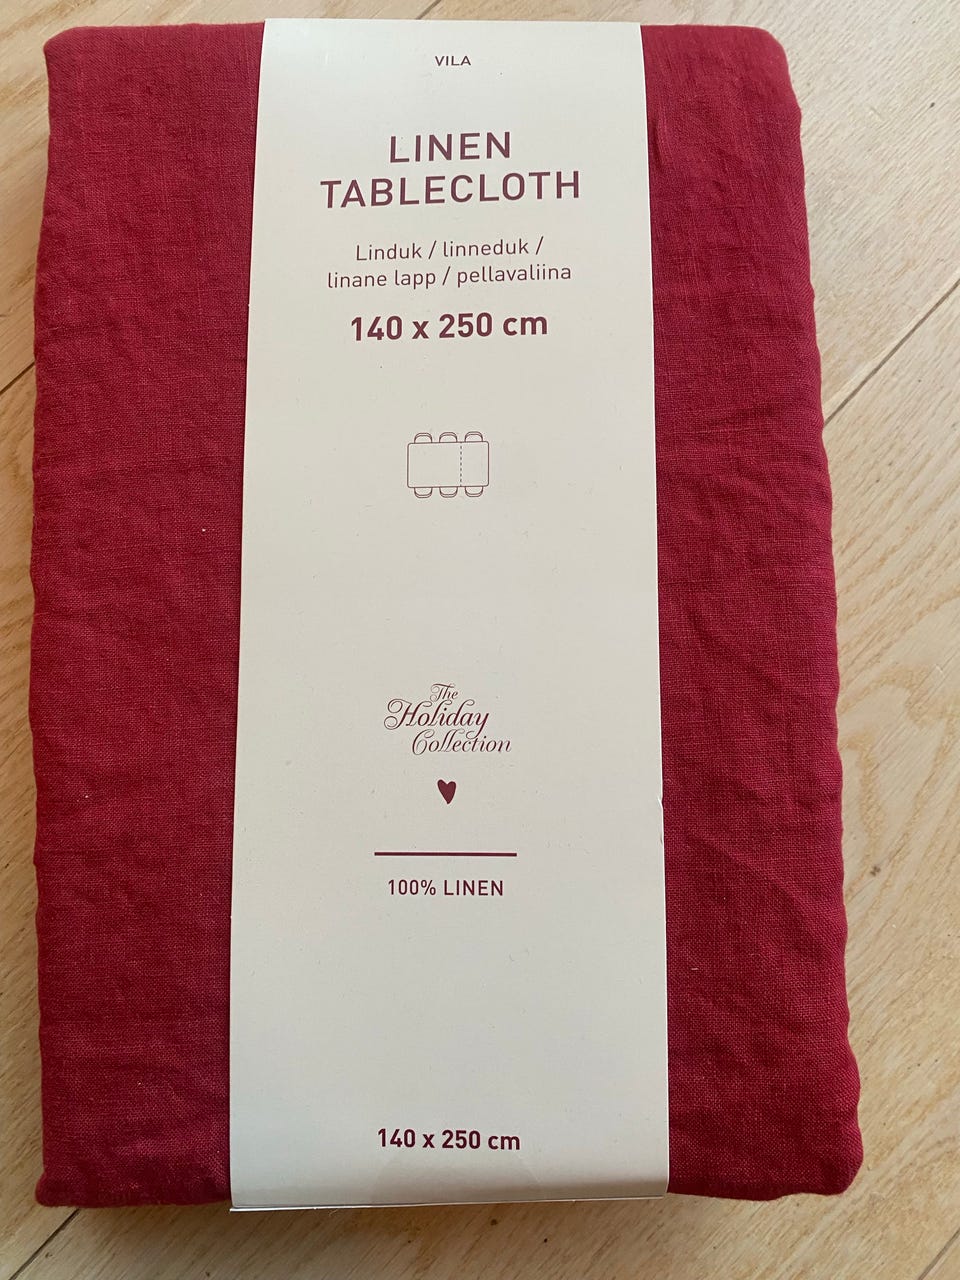 VILA
LINEN
TABLECLOTH
Linduk / linneduk /
linane lapp / pellavaliina
140 x 250 cm
The
Holiday
Collection
100% LINEN
140 x 250 cm